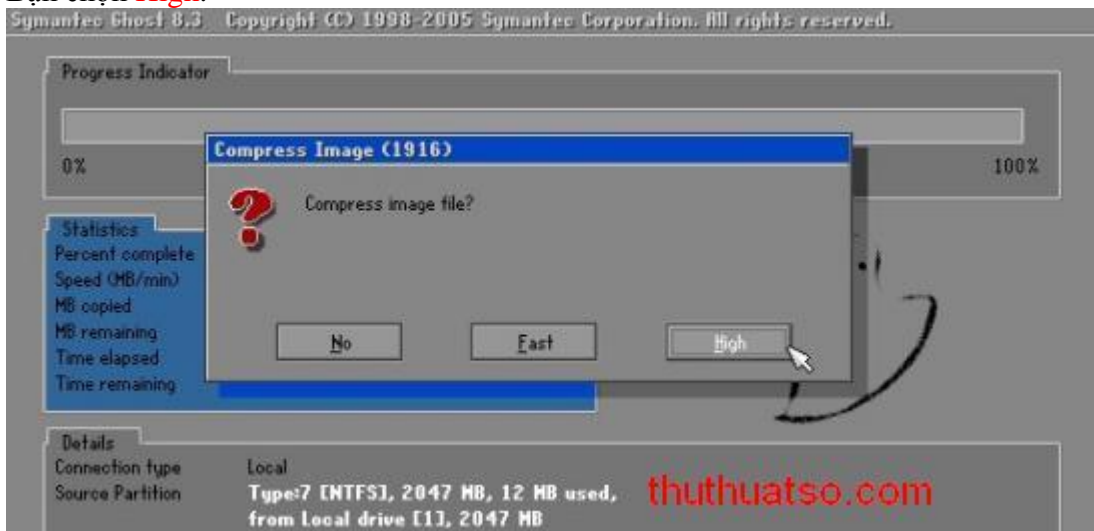 Bạn chọn High.
Symantec Ghost 8.3   Copyright (C) 1998-2005 Symantec Corporation. All rights reserved.
Progress Indicator
0%
100%
Compress Image (1916)
Compress image file?
No
Fast
High
Statistics
Percent complete
Speed (MB/min)
MB copied
MB remaining
Time elapsed
Time remaining
Details
Connection type Local
Source Partition Type:7 [NTFS], 2047 MB, 12 MB used,
from Local drive [1], 2047 MB
thuthuatso.com